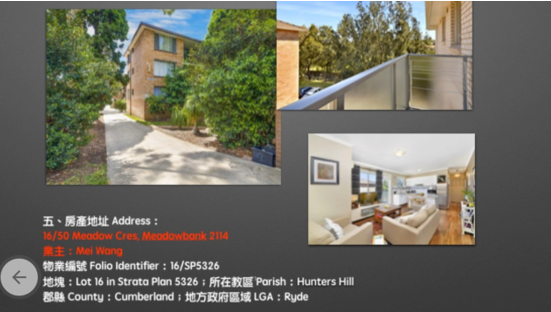 五、房產地址 Address：
16/50 Meadow Cres, Meadowbank 2114
業主：Mei Wang
物業編號 Folio Identifier：16/SP5326
地塊：Lot 16 in Strata Plan 5326；所在教區 Parish：Hunters Hill
郡縣 County：Cumberland；地方政府區域 LGA：Ryde